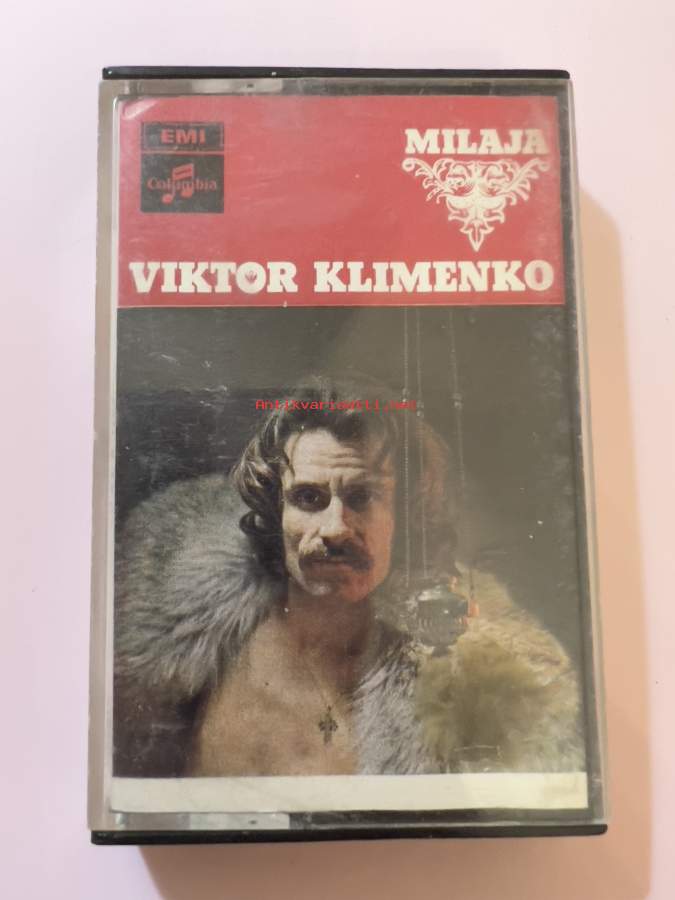 EMI
Columbia
MILAJA
VIKTOR KLIMENKO
Antikvariaatti.net